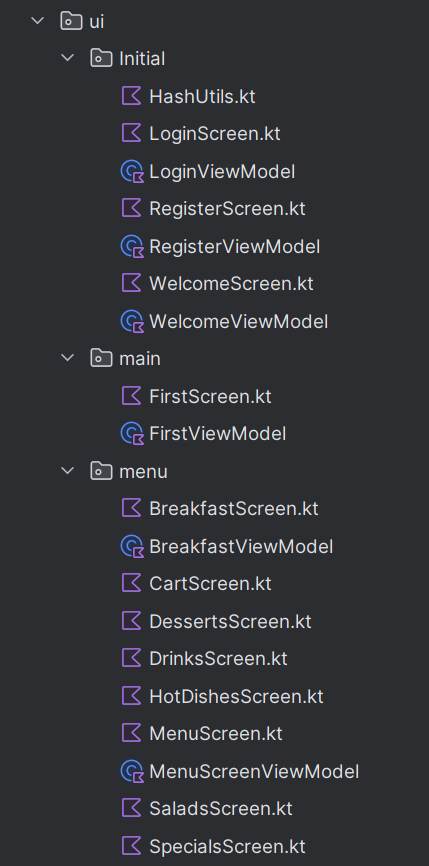 ui
Initial
HashUtils.kt
LoginScreen.kt
LoginViewModel
RegisterScreen.kt
RegisterViewModel
WelcomeScreen.kt
WelcomeViewModel
main
FirstScreen.kt
FirstViewModel
menu
BreakfastScreen.kt
BreakfastViewModel
CartScreen.kt
DessertsScreen.kt
DrinksScreen.kt
HotDishesScreen.kt
MenuScreen.kt
MenuScreenViewModel
SaladsScreen.kt
SpecialsScreen.kt